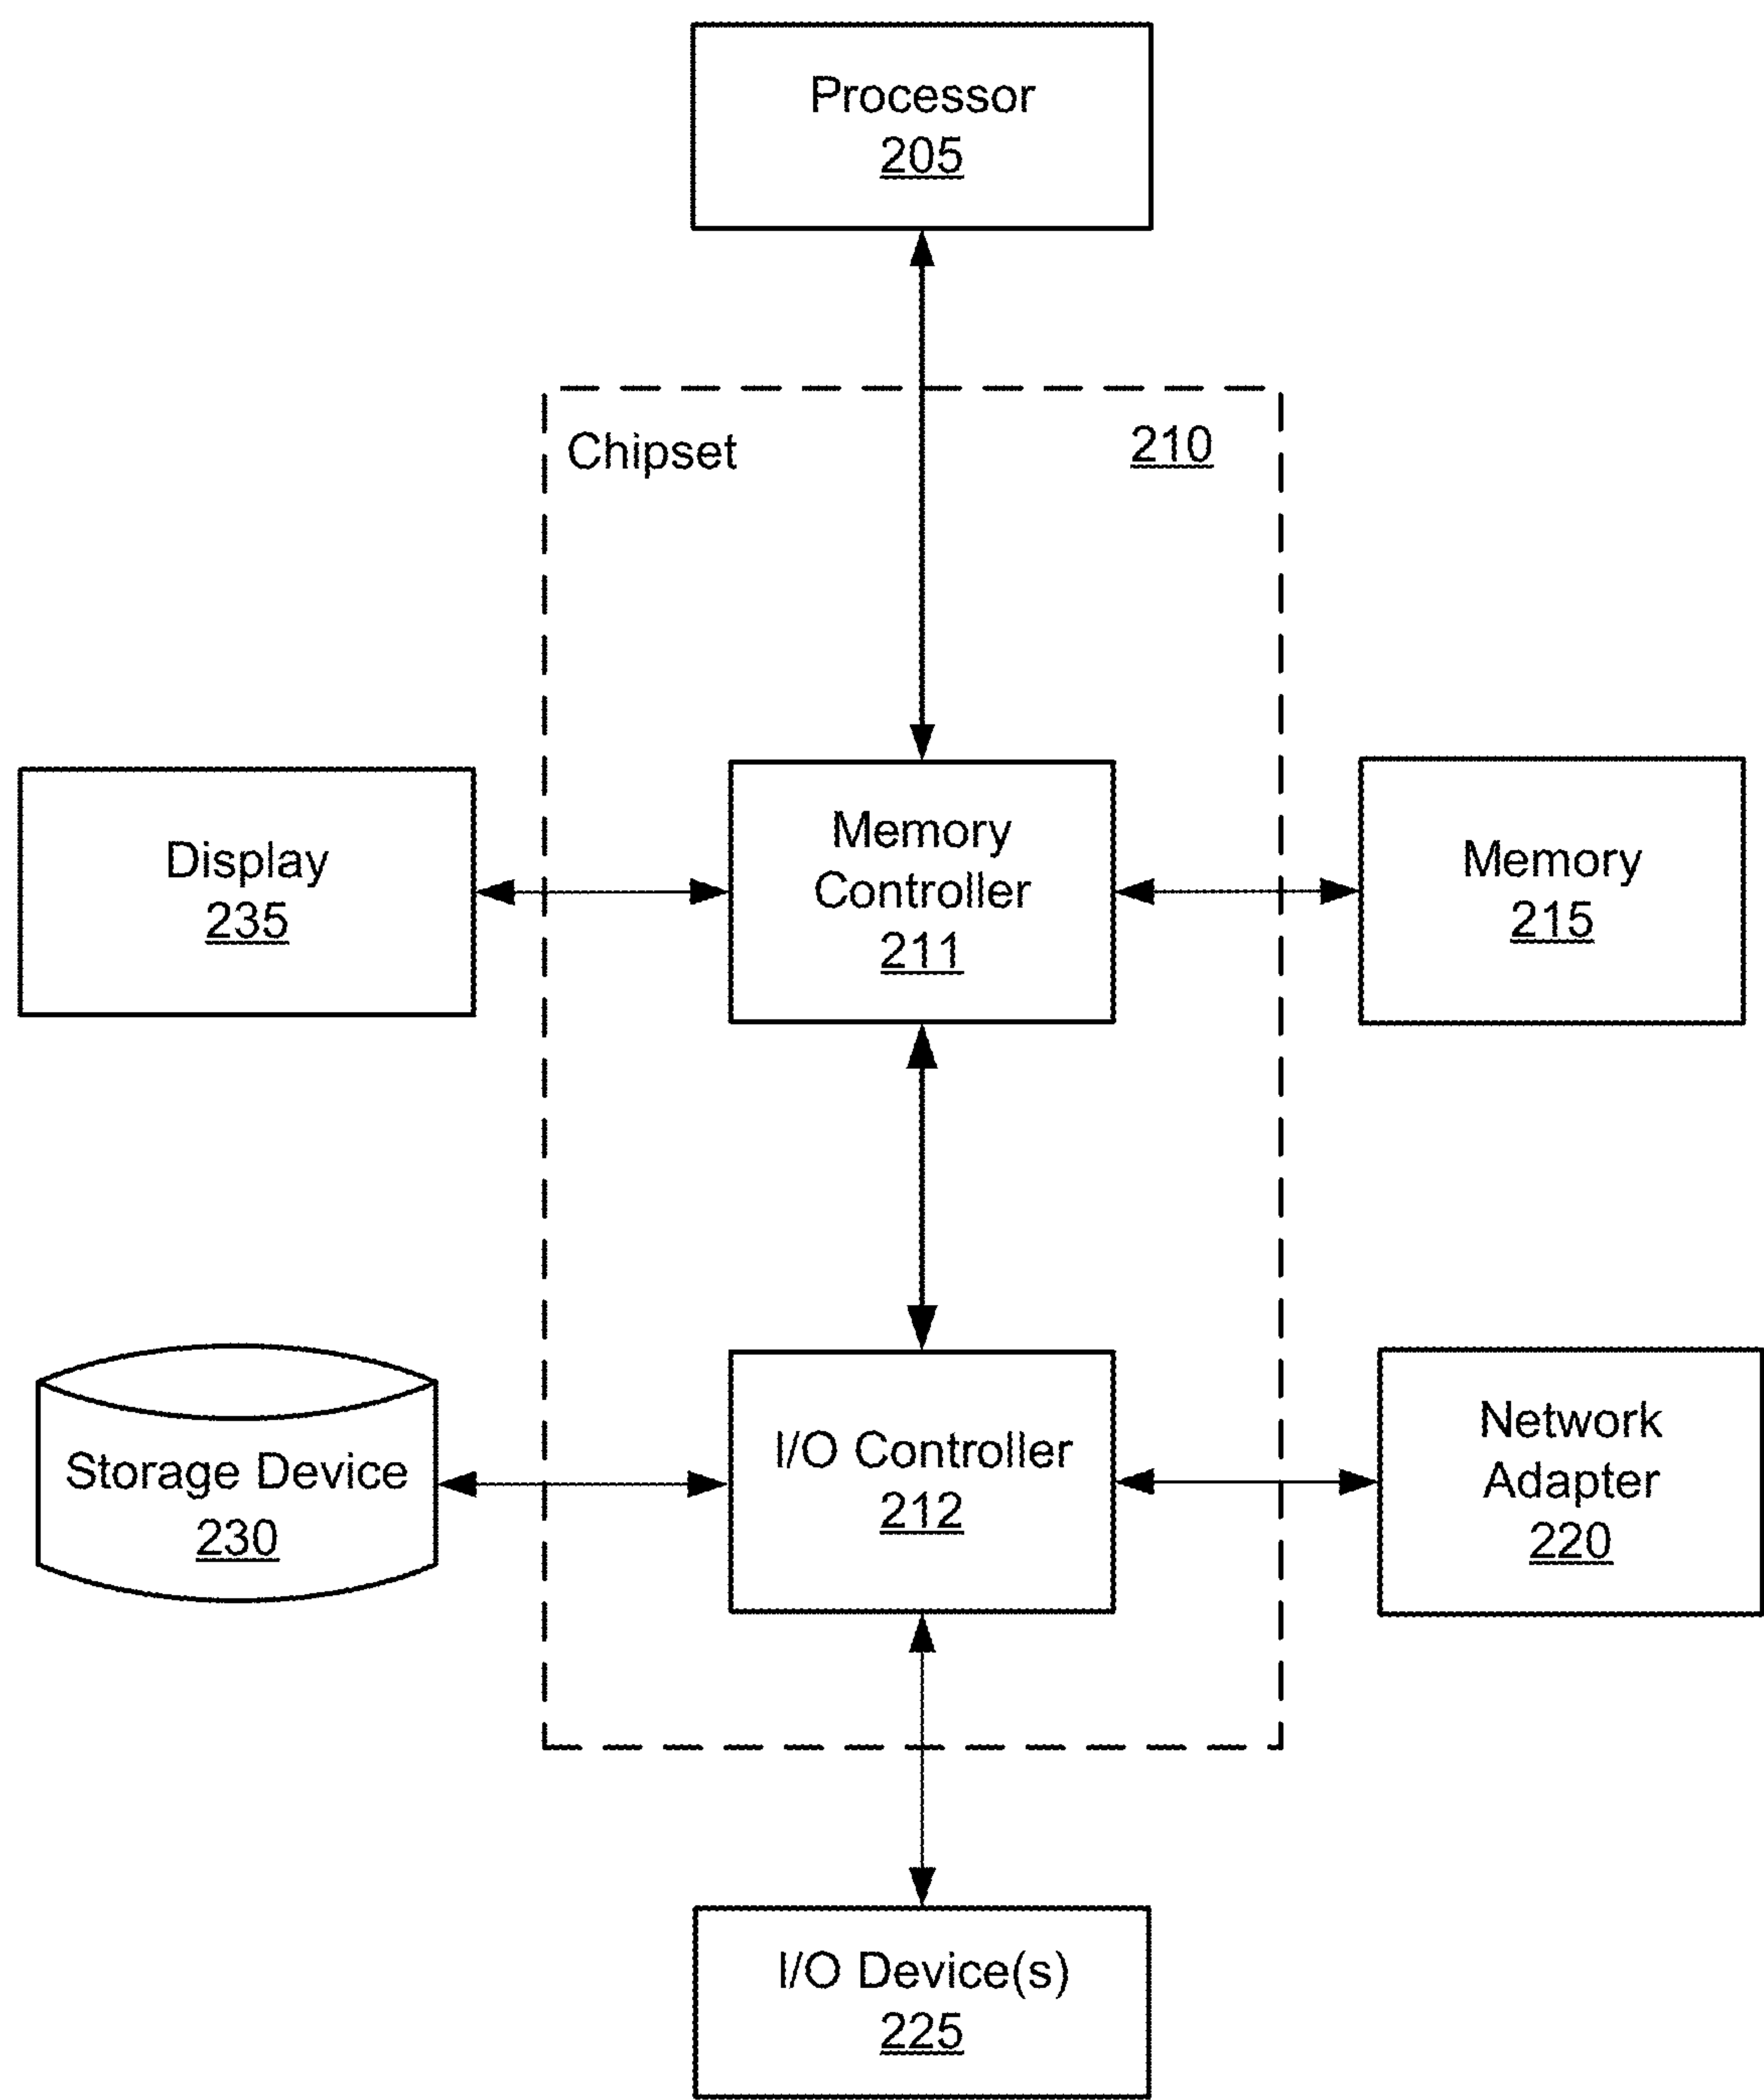 Processor
205
Chipset
210
Display
235
Memory
Controller
211
Memory
215
Storage Device
230
I/O Controller
212
Network
Adapter
220
I/O Device(s)
225